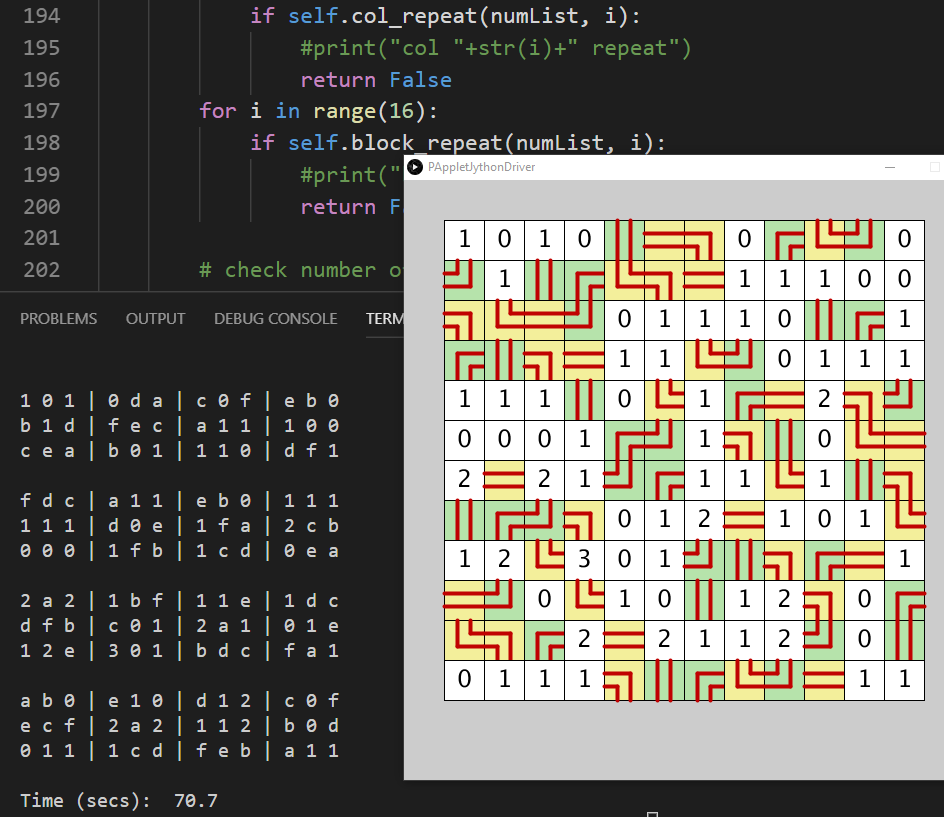 194 if self.col_repeat(numList, i):
195 #print("col "+str(i)+" repeat")
196 return False
197 for i in range(16):
198 if self.block_repeat(numList, i):
199 #print("
200 return F
201
202 # check number o
PROBLEMS OUTPUT DEBUG CONSOLE TERM
1 0 1 | 0 d a | c 0 f | e b 0
b 1 d | f e c | a 1 1 | 1 0 0
c e a | b 0 1 | 1 1 0 | d f 1
f d c | a 1 1 | e b 0 | 1 1 1
1 1 1 | d 0 e | 1 f a | 2 c b
0 0 0 | 1 f b | 1 c d | 0 e a
2 a 2 | 1 b f | 1 1 e | 1 d c
d f b | c 0 1 | 2 a 1 | 0 1 e
1 2 e | 3 0 1 | b d c | f a 1
a b 0 | e 1 0 | d 1 2 | c 0 f
e c f | 2 a 2 | 1 1 2 | b 0 d
0 1 1 | 1 c d | f e b | a 1 1
Time (secs):  70.7
PAppletJythonDriver
1 0 1 0 0 0
1 1 1 1 0 0
0 1 1 1 0 1
1 1 0 1 1 1
1 1 1 0 1 2
0 0 0 1 1 0
2 2 1 1 1 1
0 1 2 1 0 1
1 2 3 0 1 1
0 1 0 1 2 0
2 2 1 1 2 0
0 1 1 1 1 1